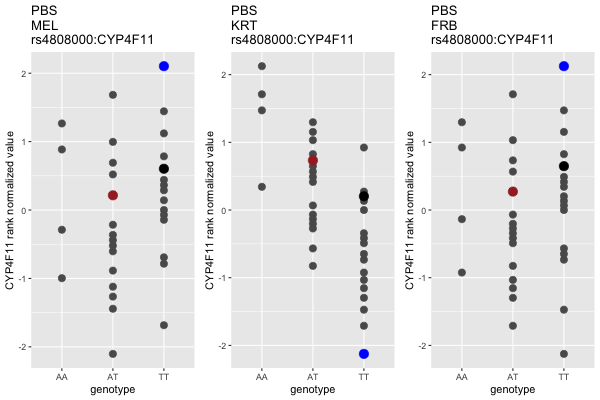 PBS
MEL
rs4808000:CYP4F11
CYP4F11 rank normalized value
2
1
0
-1
-2
AA AT TT
genotype
PBS
KRT
rs4808000:CYP4F11
CYP4F11 rank normalized value
2
1
0
-1
-2
AA AT TT
genotype
PBS
FRB
rs4808000:CYP4F11
CYP4F11 rank normalized value
2
1
0
-1
-2
AA AT TT
genotype